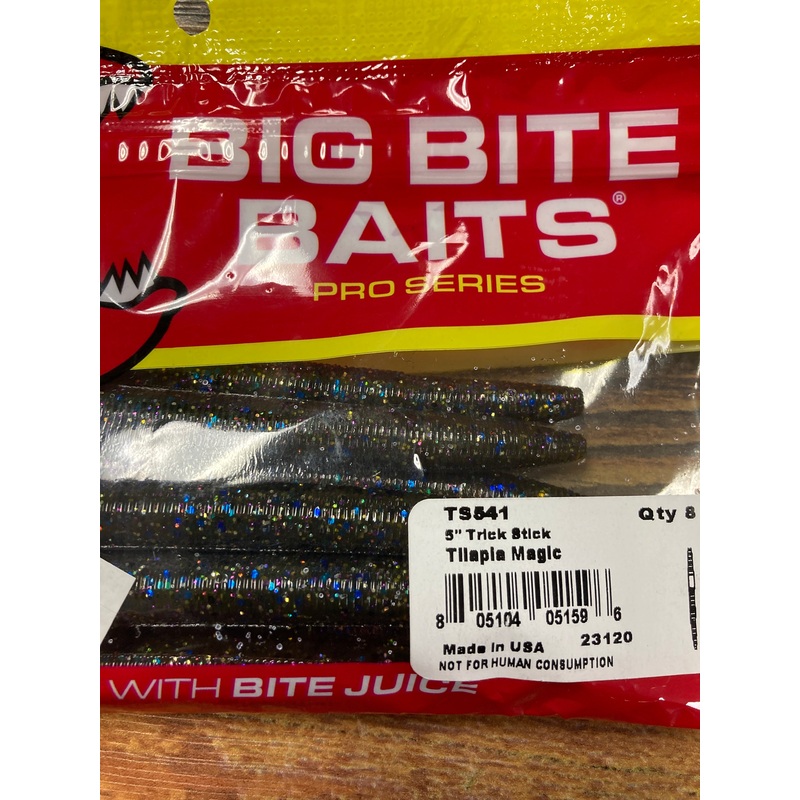 BIG BITE
BAITS®
PRO SERIES
TS541 Qty 8
5" Trick Stick
Tilapia Magic
8 05104 05159 6
Made in USA 23120
NOT FOR HUMAN CONSUMPTION
WITH BITE JUICE